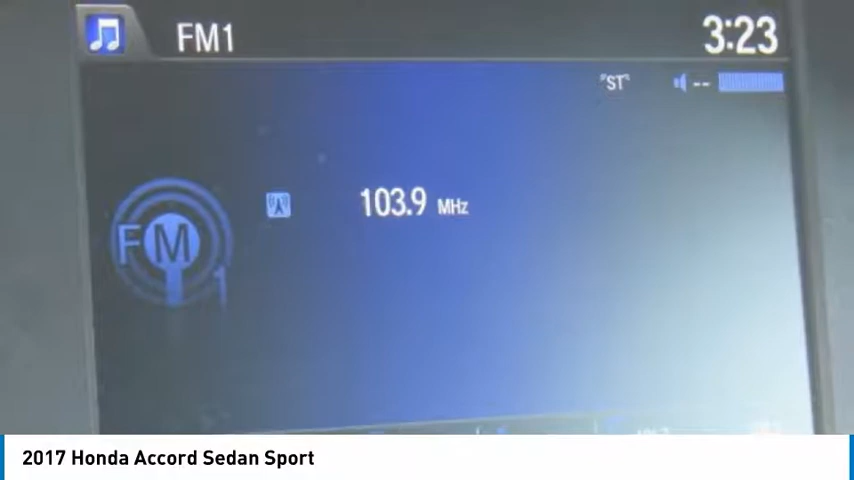 FM1
3:23
"ST"
--
103.9 MHz
FM
1
2017 Honda Accord Sedan Sport